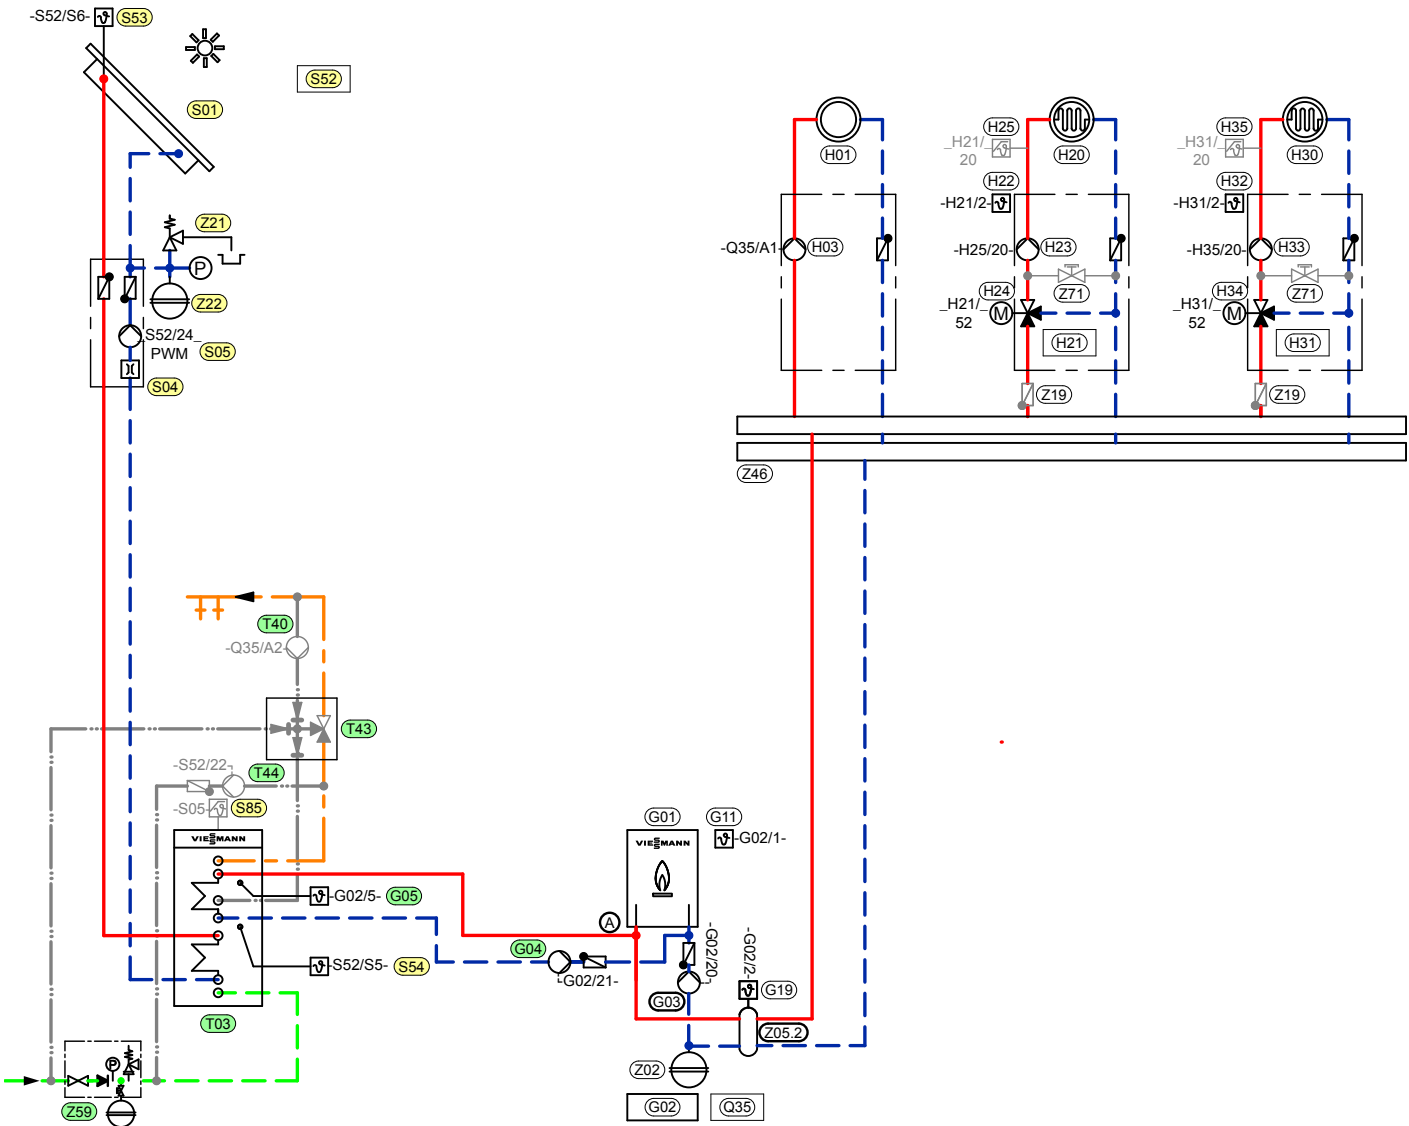 -S52/S6- S53
S01
S52
Z21
P
Z22
S52/24_
PWM S05
S04
H01
-Q35/A1- H03
H25
_H21/_
20
H20
H22
-H21/2-
-H25/20- H23
Z71
H24
_H21/
52
M
H21
Z19
H35
_H31/_
20
H30
H32
-H31/2-
-H35/20- H33
Z71
H34
_H31/
52
M
H31
Z19
Z46
T40
-Q35/A2-
T43
-S52/22-
T44
-S05- S85
VIESSMANN
-G02/5- G05
-S52/S5- S54
T03
P
Z59
G01
VIESSMANN
G11
-G02/1-
A
G04
-G02/21-
-G02/20-
G03
-G02/2-
G19
Z05.2
Z02
G02
Q35